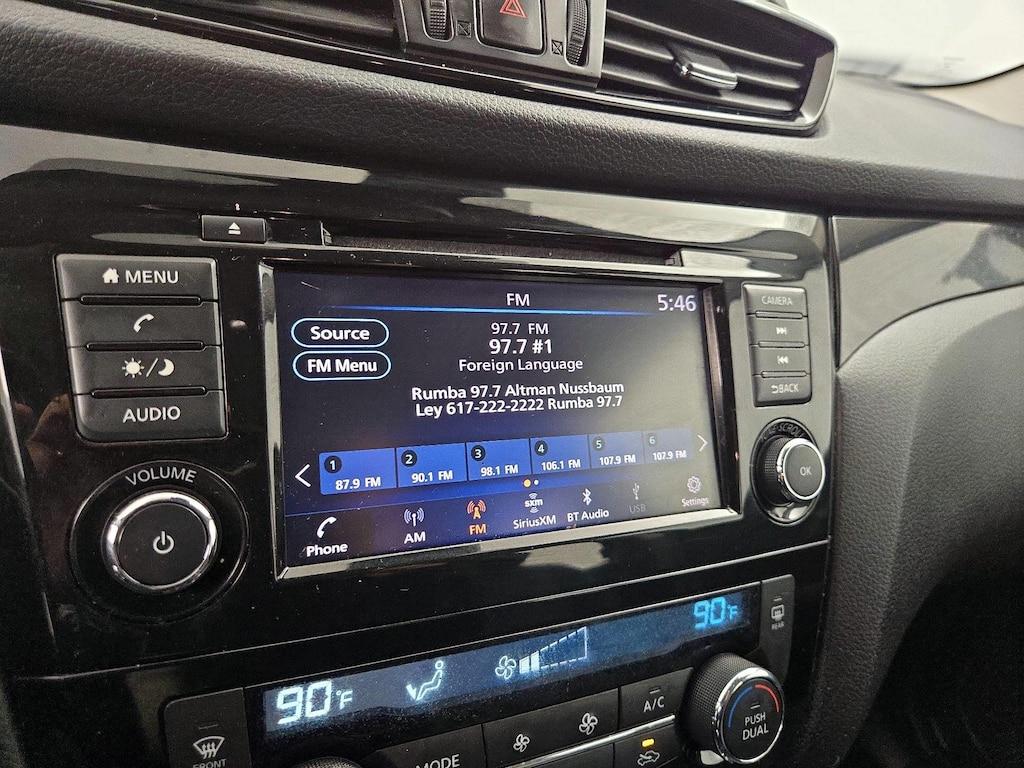 MENU
AUDIO
VOLUME
FM
5:46
Source
FM Menu
97.7 FM
97.7 #1
Foreign Language
Rumba 97.7 Altman Nussbaum
Ley 617-222-2222 Rumba 97.7
1 87.9 FM
2 90.1 FM
3 98.1 FM
4 106.1 FM
5 107.9 FM
6 107.9 FM
Phone
AM
FM
sxm
SiriusXM
BT Audio
USB
Settings
CAMERA
BACK
OK
90°F
90°F
REAR
FRONT
MODE
A/C
PUSH
DUAL